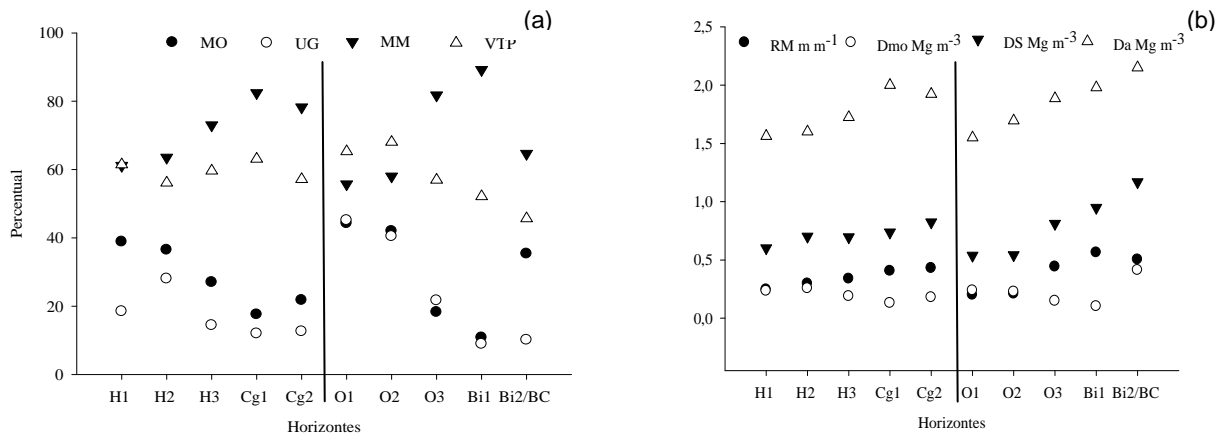 (a)
MO UG MM VTP
100
80
60
40
20
0
Percentual
H1 H2 H3 Cg1 Cg2 O1 O2 O3 Bi1 Bi2/BC
Horizontes
(b)
RM m m⁻¹ Dmo Mg m⁻³ DS Mg m⁻³ Da Mg m⁻³
2,5
2,0
1,5
1,0
0,5
0,0
H1 H2 H3 Cg1 Cg2 O1 O2 O3 Bi1 Bi2/BC
Horizontes